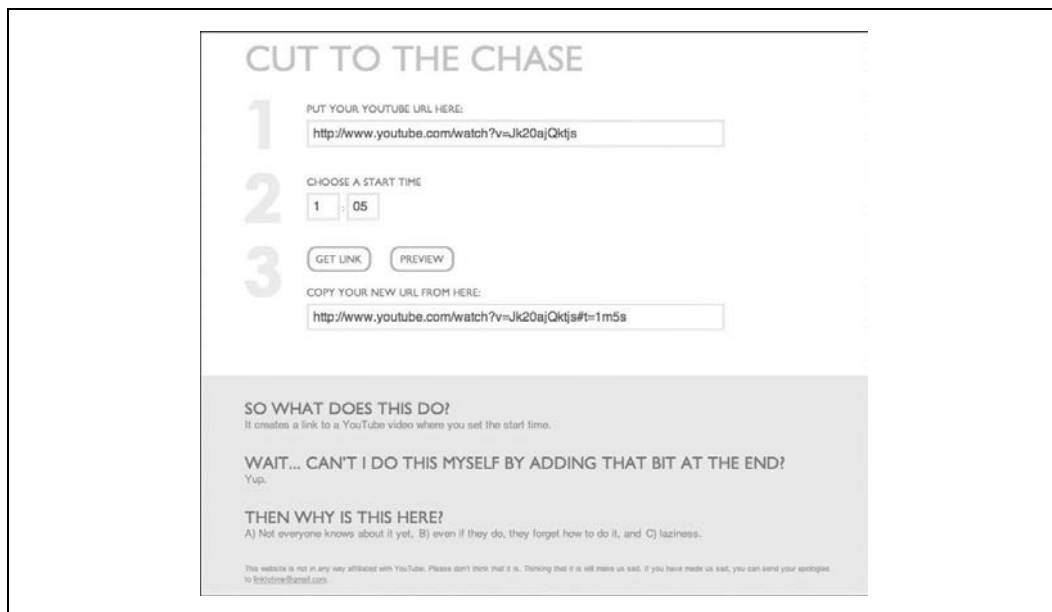 CUT TO THE CHASE
1
PUT YOUR YOUTUBE URL HERE:
http://www.youtube.com/watch?v=Jk20ajQktjs
2
CHOOSE A START TIME
1 : 05
3
GET LINK PREVIEW
COPY YOUR NEW URL FROM HERE:
http://www.youtube.com/watch?v=Jk20ajQktjs#t=1m5s
SO WHAT DOES THIS DO?
It creates a link to a YouTube video where you set the start time.
WAIT... CAN'T I DO THIS MYSELF BY ADDING THAT BIT AT THE END?
Yup.
THEN WHY IS THIS HERE?
A) Not everyone knows about it yet, B) even if they do, they forget how to do it, and C) laziness.
This website is not in any way affiliated with YouTube. Please don't think that it is. Thinking that it is will make us sad. If you have made us sad, you can send your apologies
to